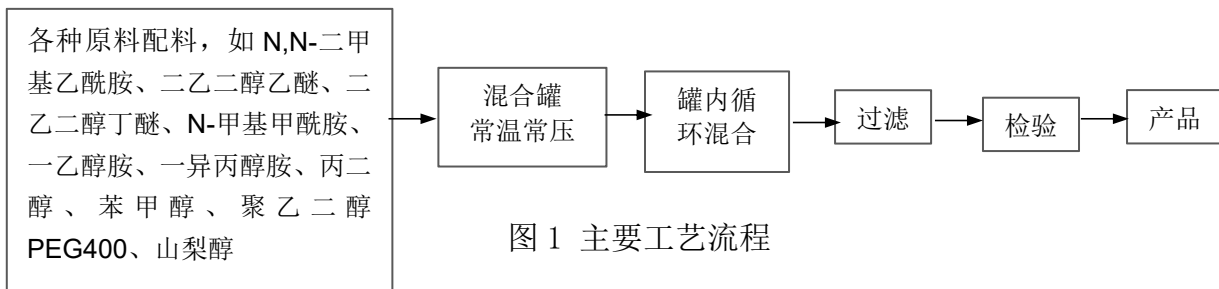 各种原料配料，如 N,N-二甲
基乙酰胺、二乙二醇乙醚、二
乙二醇丁醚、N-甲基甲酰胺、
一乙醇胺、一异丙醇胺、丙二
醇、苯甲醇、聚乙二醇
PEG400、山梨醇
混合罐
常温常压
罐内循
环混合
过滤
检验
产品
图 1 主要工艺流程